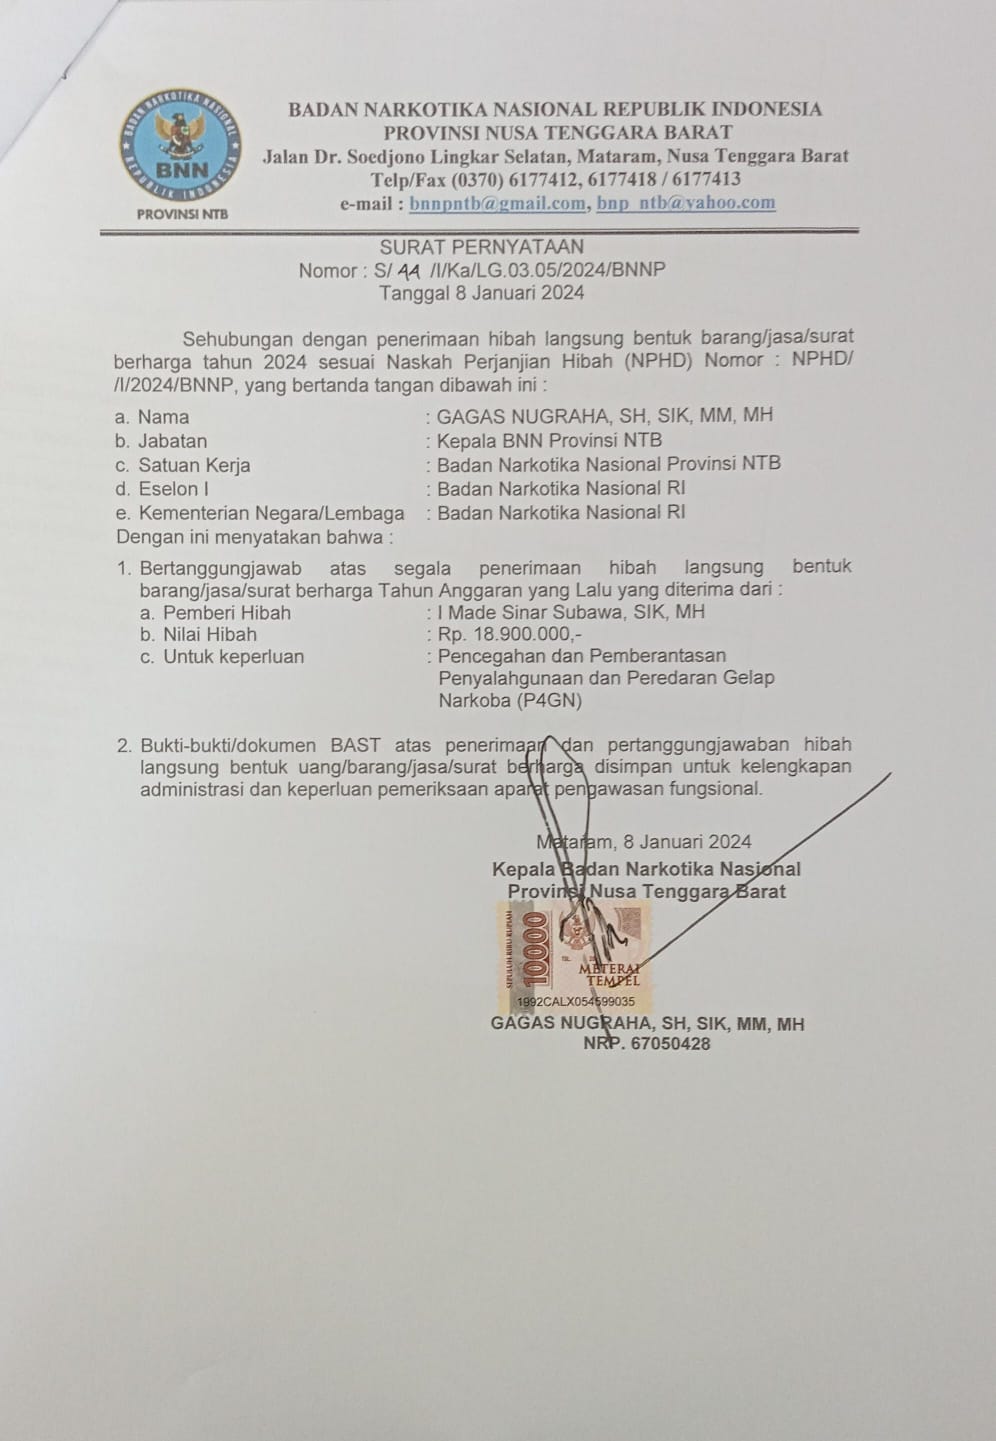 BADAN NARKOTIKA NASIONAL
BNN
REPUBLIK INDONESIA
PROVINSI NTB
BADAN NARKOTIKA NASIONAL REPUBLIK INDONESIA
PROVINSI NUSA TENGGARA BARAT
Jalan Dr. Soedjono Lingkar Selatan, Mataram, Nusa Tenggara Barat
Telp/Fax (0370) 6177412, 6177418 / 6177413
e-mail : bnnpntb@gmail.com, bnp_ntb@yahoo.com
SURAT PERNYATAAN
Nomor : S/ /I/Ka/LG.03.05/2024/BNNP
Tanggal 8 Januari 2024
Sehubungan dengan penerimaan hibah langsung bentuk barang/jasa/surat
berharga tahun 2024 sesuai Naskah Perjanjian Hibah (NPHD) Nomor : NPHD/
/I/2024/BNNP, yang bertanda tangan dibawah ini :
a. Nama : GAGAS NUGRAHA, SH, SIK, MM, MH
b. Jabatan : Kepala BNN Provinsi NTB
c. Satuan Kerja : Badan Narkotika Nasional Provinsi NTB
d. Eselon I : Badan Narkotika Nasional RI
e. Kementerian Negara/Lembaga : Badan Narkotika Nasional RI
Dengan ini menyatakan bahwa :
1. Bertanggungjawab atas segala penerimaan hibah langsung bentuk
barang/jasa/surat berharga Tahun Anggaran yang Lalu yang diterima dari :
a. Pemberi Hibah : I Made Sinar Subawa, SIK, MH
b. Nilai Hibah : Rp. 18.900.000,-
c. Untuk keperluan : Pencegahan dan Pemberantasan
Penyalahgunaan dan Peredaran Gelap
Narkoba (P4GN)
2. Bukti-bukti/dokumen BAST atas penerimaan dan pertanggungjawaban hibah
langsung bentuk uang/barang/jasa/surat berharga disimpan untuk kelengkapan
administrasi dan keperluan pemeriksaan aparat pengawasan fungsional.
Mataram, 8 Januari 2024
Kepala Badan Narkotika Nasional
Provinsi Nusa Tenggara Barat
SEPULUH RIBU RUPIAH
10000
METERAI
TEMPEL
1992CALX054599035
GAGAS NUGRAHA, SH, SIK, MM, MH
NRP. 67050428